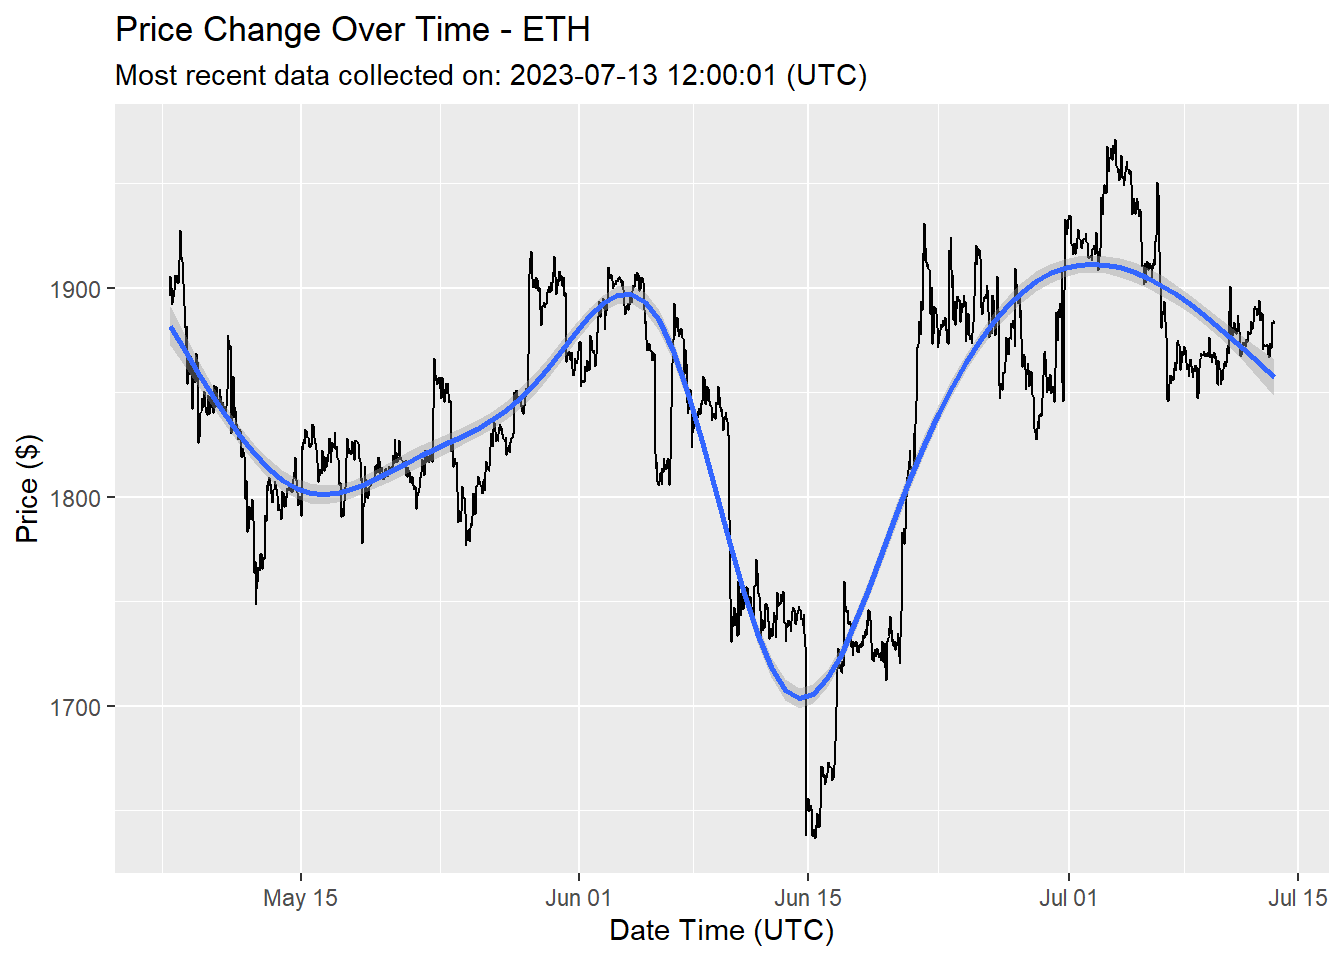 Price Change Over Time - ETH
Most recent data collected on: 2023-07-13 12:00:01 (UTC)
Price ($)
1900
1800
1700
May 15
Jun 01
Jun 15
Jul 01
Jul 15
Date Time (UTC)